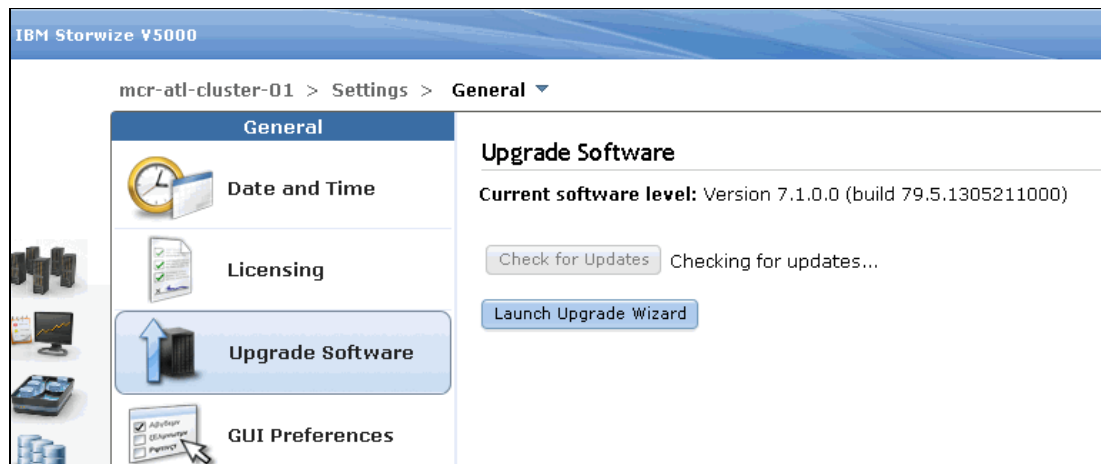 IBM Storwize V5000
mcr-atl-cluster-01 > Settings > General
General
Date and Time
Licensing
Upgrade Software
GUI Preferences
Upgrade Software
Current software level: Version 7.1.0.0 (build 79.5.1305211000)
Check for Updates Checking for updates...
Launch Upgrade Wizard